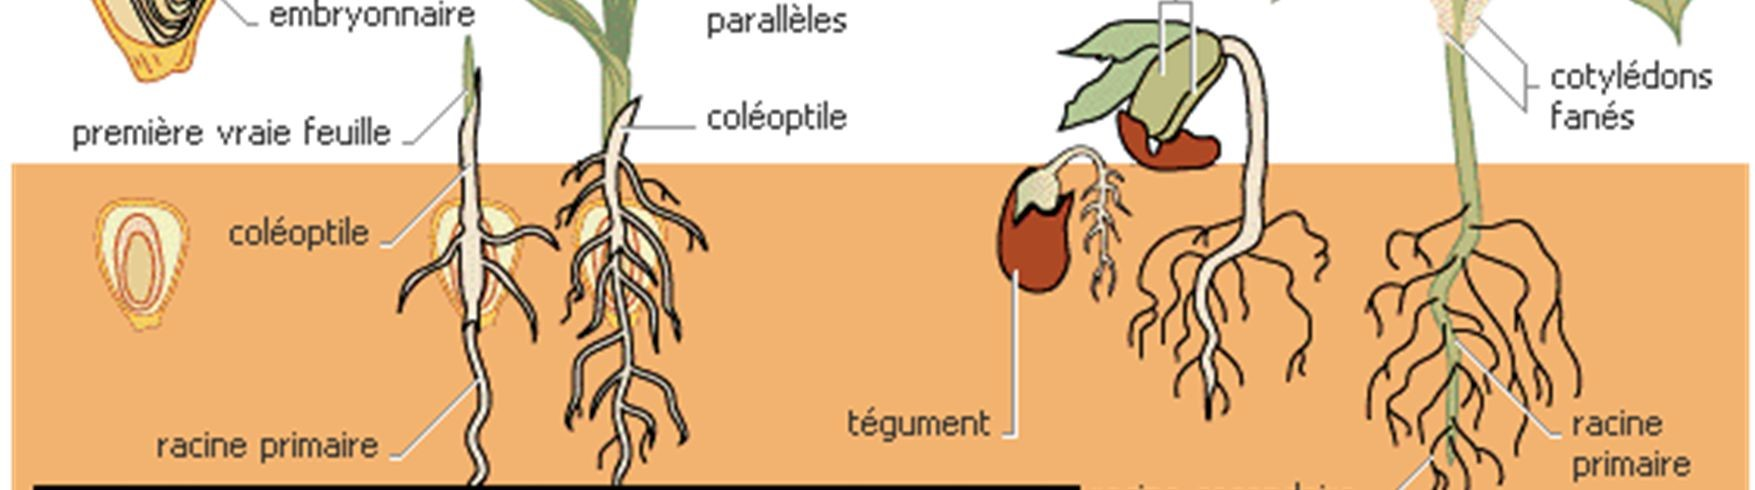 embryonnaire
parallèles
cotylédons
fanés
première vraie feuille
coléoptile
coléoptile
tégument
racine primaire
racine
primaire